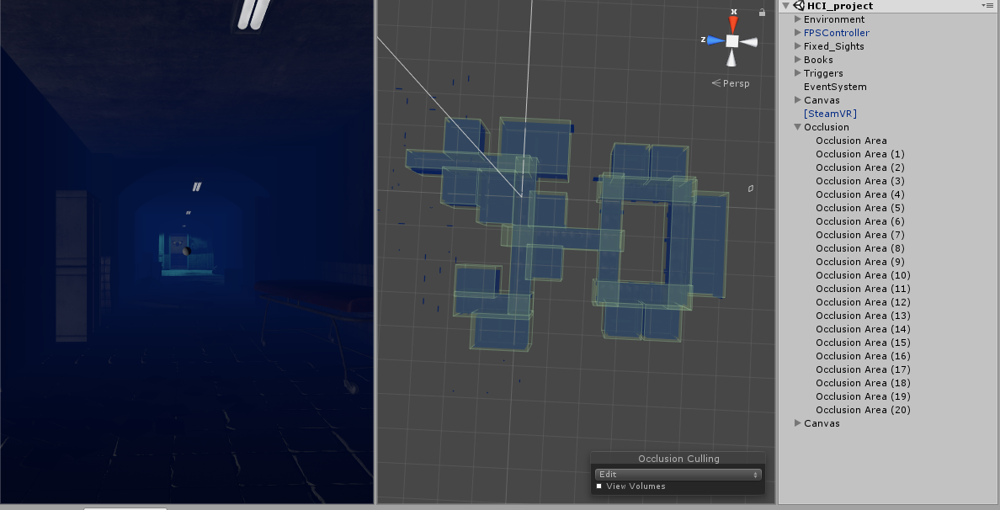 x
z
Persp
Occlusion Culling
Edit
View Volumes
HCI_project
Environment
FPSController
Fixed_Sights
Books
Triggers
EventSystem
Canvas
[SteamVR]
Occlusion
Occlusion Area
Occlusion Area (1)
Occlusion Area (2)
Occlusion Area (3)
Occlusion Area (4)
Occlusion Area (5)
Occlusion Area (6)
Occlusion Area (7)
Occlusion Area (8)
Occlusion Area (9)
Occlusion Area (10)
Occlusion Area (11)
Occlusion Area (12)
Occlusion Area (13)
Occlusion Area (14)
Occlusion Area (15)
Occlusion Area (16)
Occlusion Area (17)
Occlusion Area (18)
Occlusion Area (19)
Occlusion Area (20)
Canvas